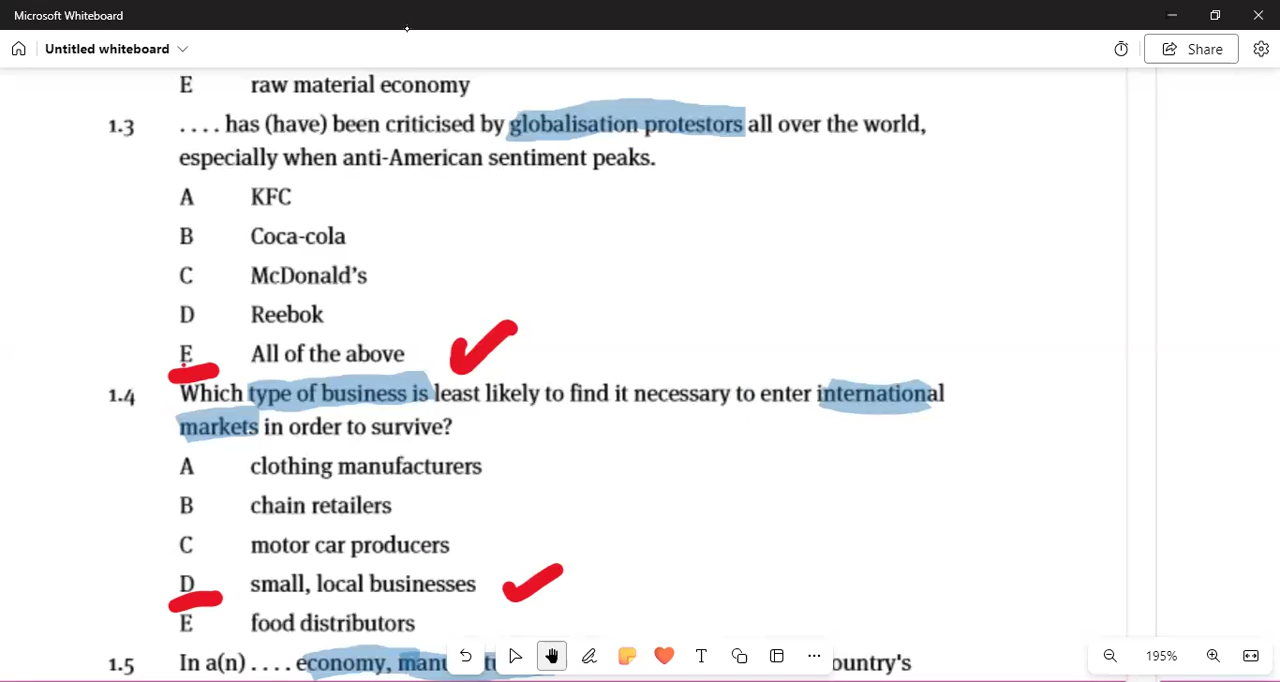 Microsoft Whiteboard
Untitled whiteboard
Share
E raw material economy
1.3 . . . . has (have) been criticised by globalisation protestors all over the world,
especially when anti-American sentiment peaks.
A KFC
B Coca-cola
C McDonald's
D Reebok
E All of the above
1.4 Which type of business is least likely to find it necessary to enter international
markets in order to survive?
A clothing manufacturers
B chain retailers
C motor car producers
D small, local businesses
E food distributors
1.5 In a(n) . . . . economy, ountry's
T
195%